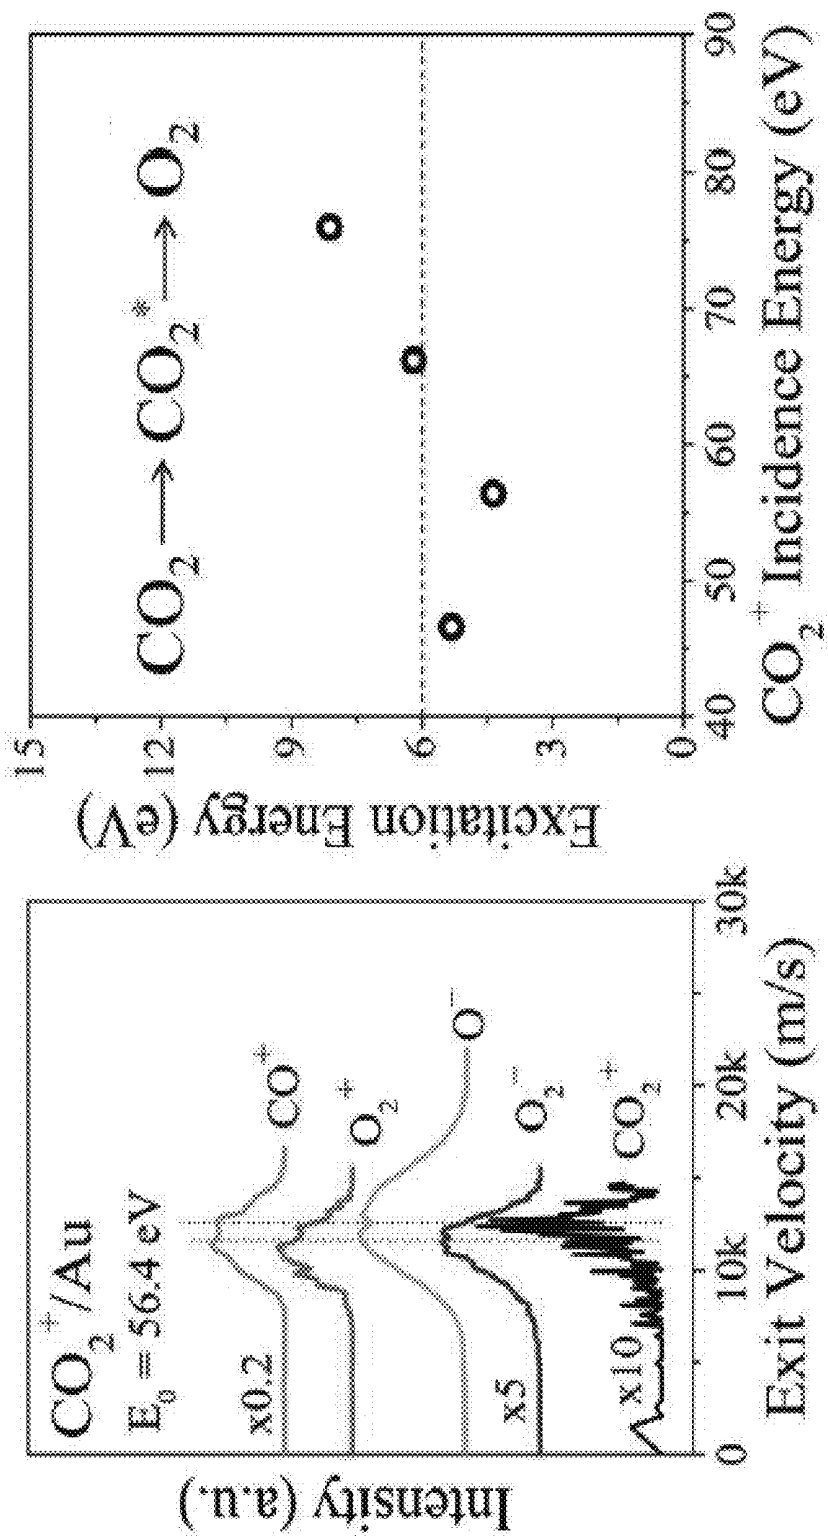 CO₂⁺/Au
E₀ = 56.4 eV
x0.2
CO⁺
O₂⁺
O⁻
x5
O₂⁻
x10
CO₂⁺
0
10k
20k
30k
Exit Velocity (m/s)
Intensity (a.u.)
CO₂ → CO₂* → O₂
15
12
9
6
3
0
Excitation Energy (eV)
40
50
60
70
80
90
CO₂⁺ Incidence Energy (eV)